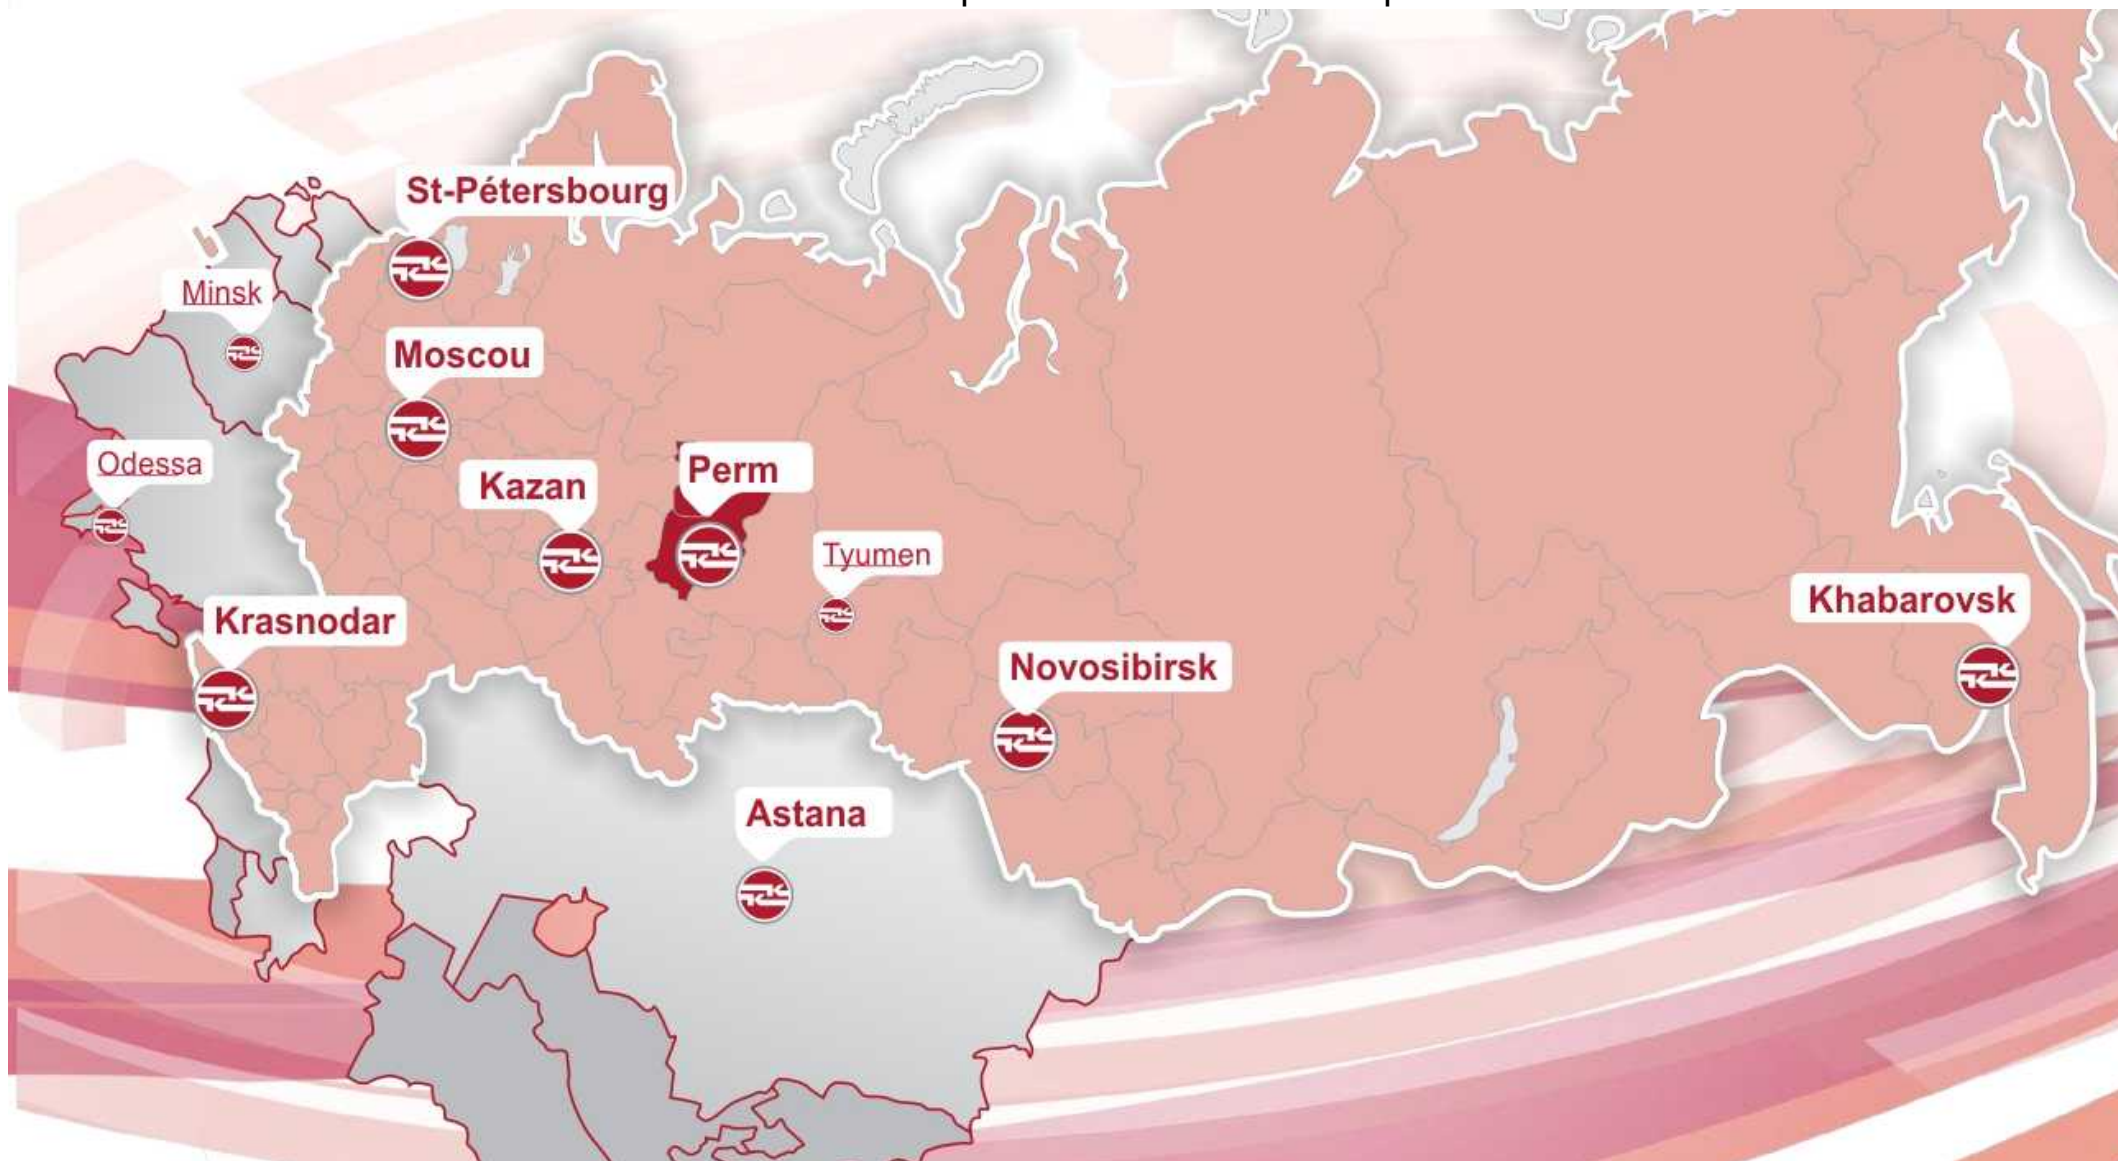 St-Pétersbourg
Minsk
Moscou
Odessa
Perm
Kazan
Tyumen
Khabarovsk
Krasnodar
Novosibirsk
Astana